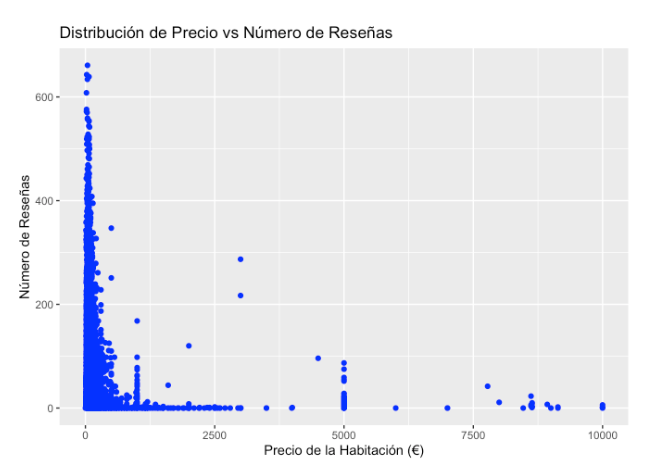 Distribución de Precio vs Número de Reseñas
600
400
200
0
Número de Reseñas
0 2500 5000 7500 10000
Precio de la Habitación (€)